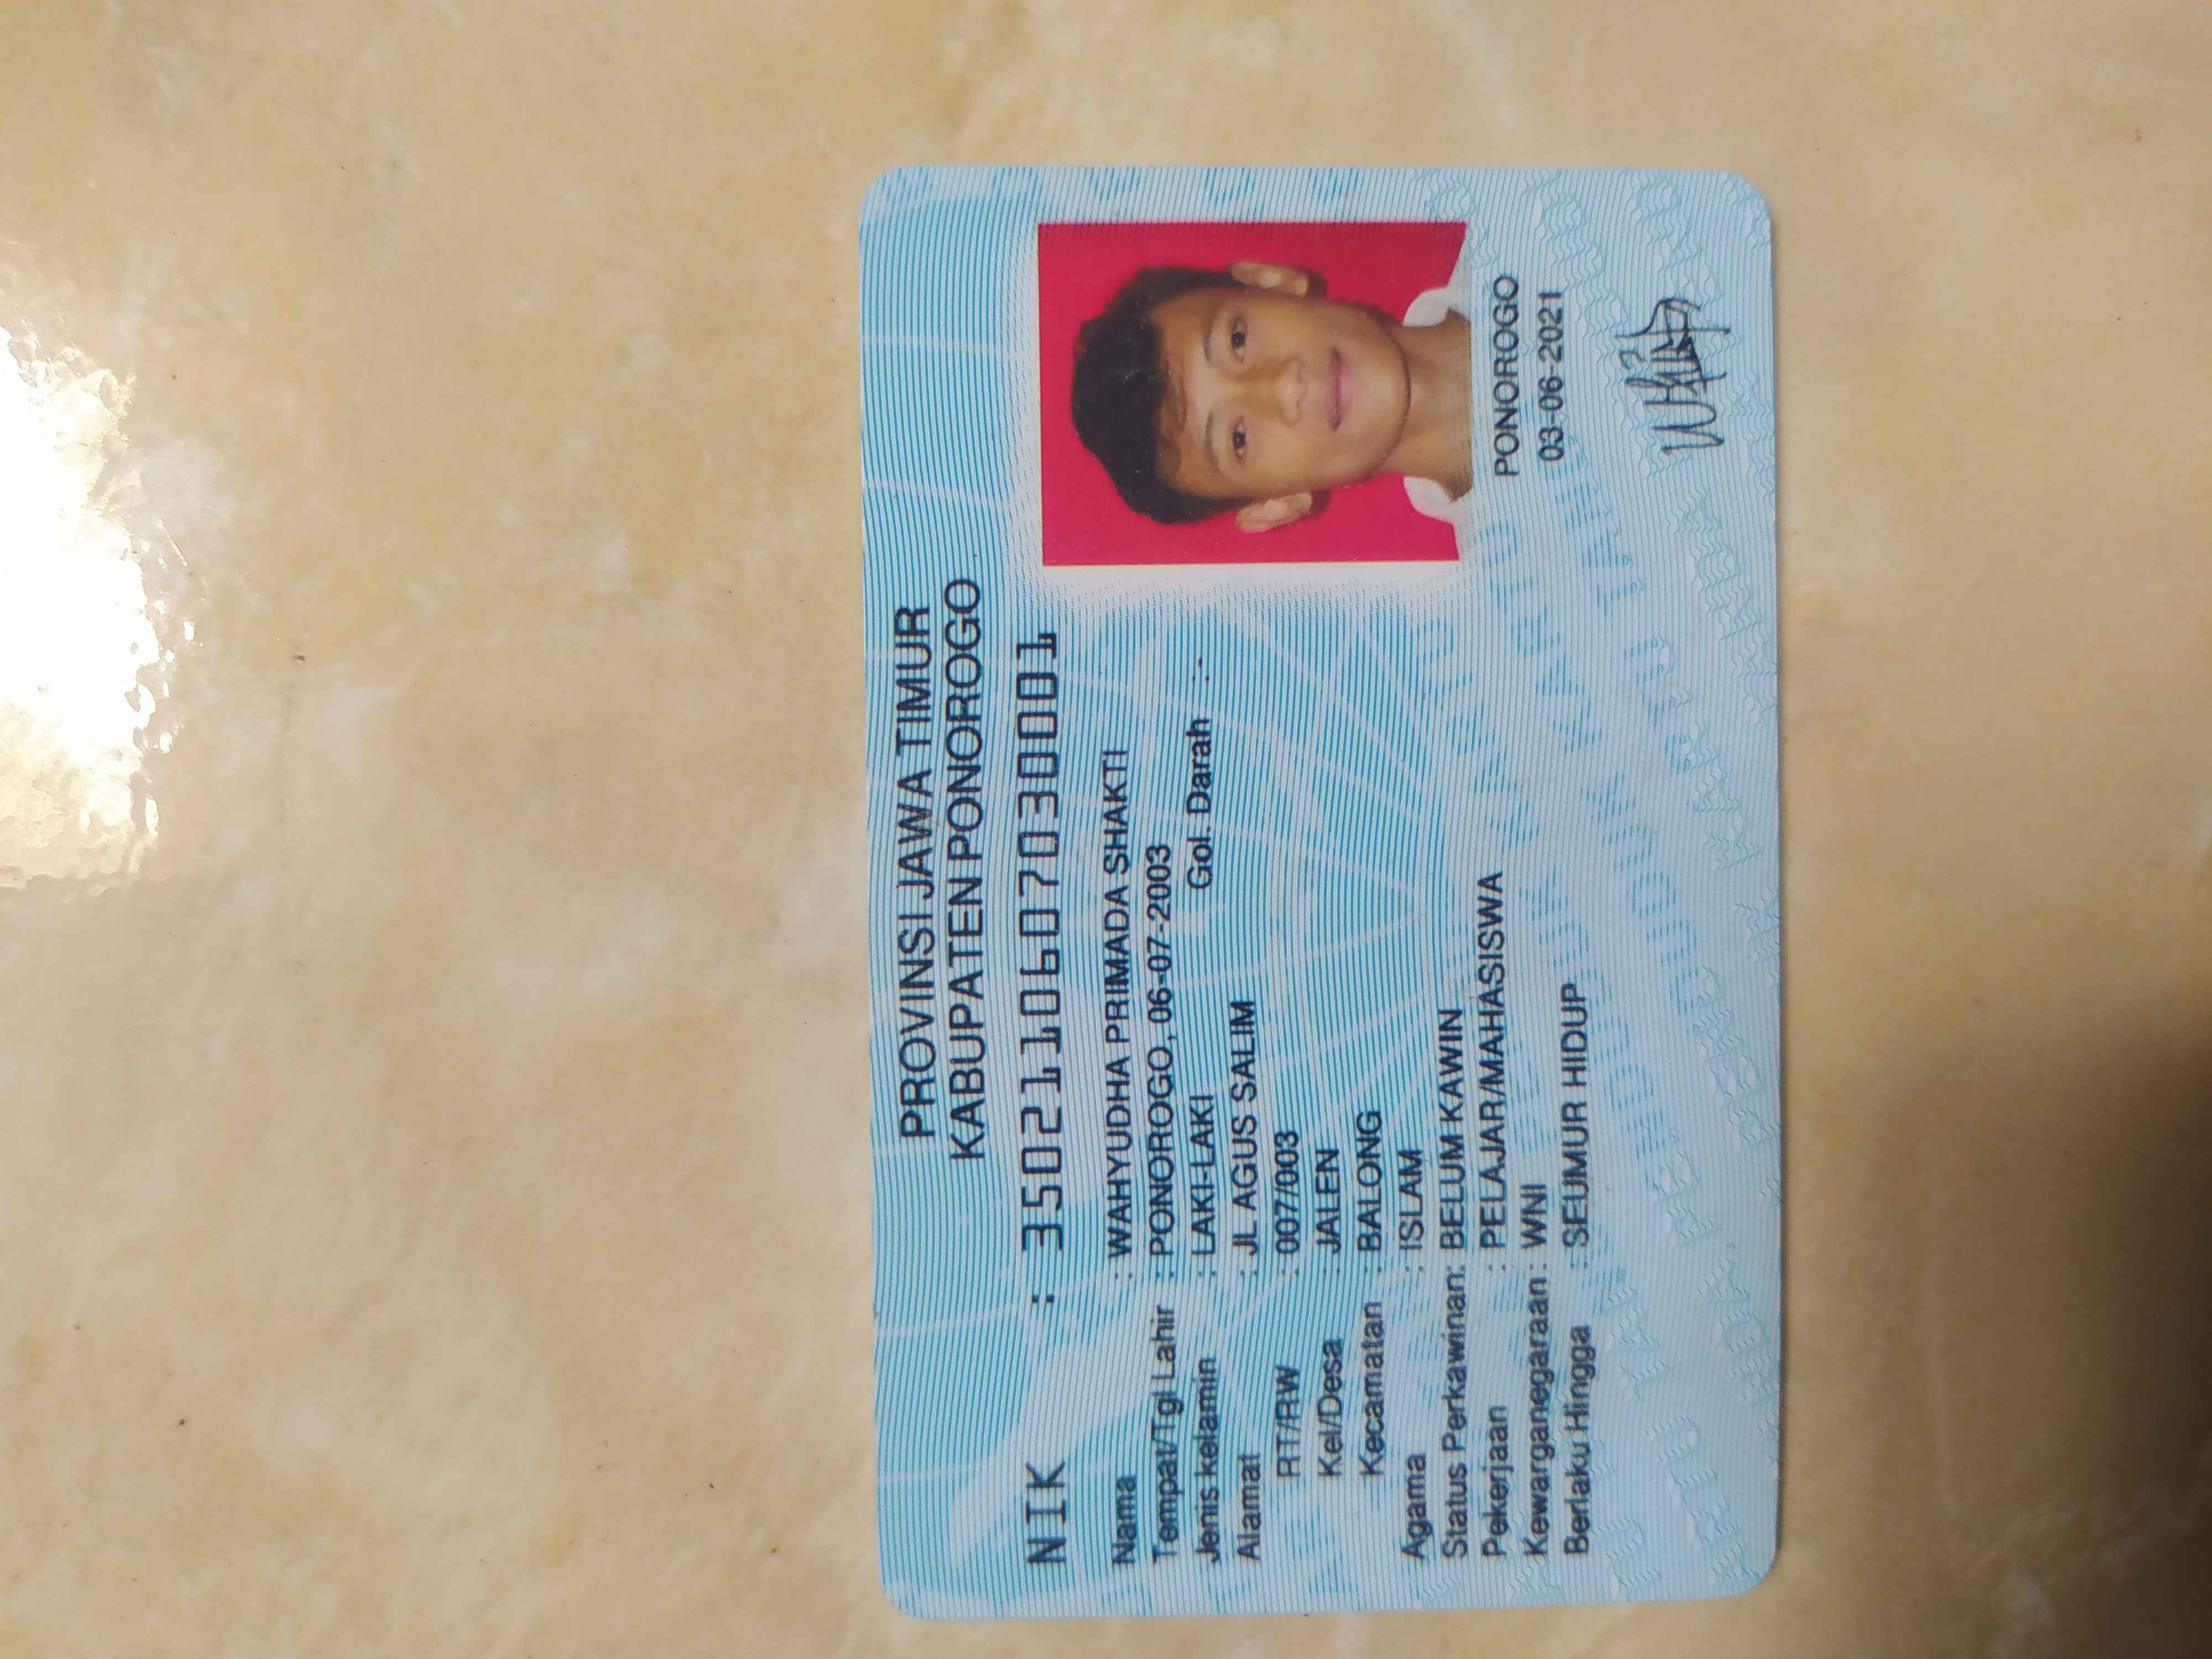 PROVINSI JAWA TIMUR
KABUPATEN PONOROGO
NIK : 3502110607030001
Nama : WAHYUDHA PRIMADA SHAKTI
Tempat/Tgl Lahir : PONOROGO, 06-07-2003
Jenis kelamin : LAKI-LAKI Gol. Darah :-
Alamat : JL AGUS SALIM
RT/RW : 007/003
Kel/Desa : JALEN
Kecamatan : BALONG
Agama : ISLAM
Status Perkawinan: BELUM KAWIN
Pekerjaan : PELAJAR/MAHASISWA
Kewarganegaraan : WNI
Berlaku Hingga : SEUMUR HIDUP
PONOROGO
03-06-2021